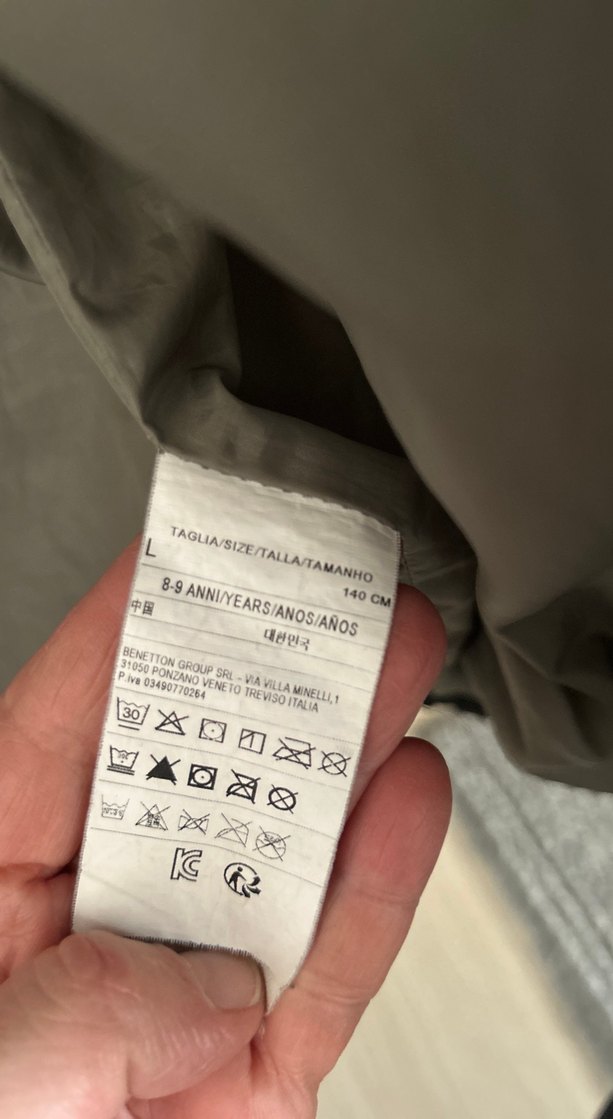 TAGLIA/SIZE/TALLA/TAMANHO
L
140 CM
8-9 ANNI/YEARS/ANOS/AÑOS
中国
대한민국
BENETTON GROUP SRL - VIA VILLA MINELLI,1
31050 PONZANO VENETO TREVISO ITALIA
P.iva 03490770264
30